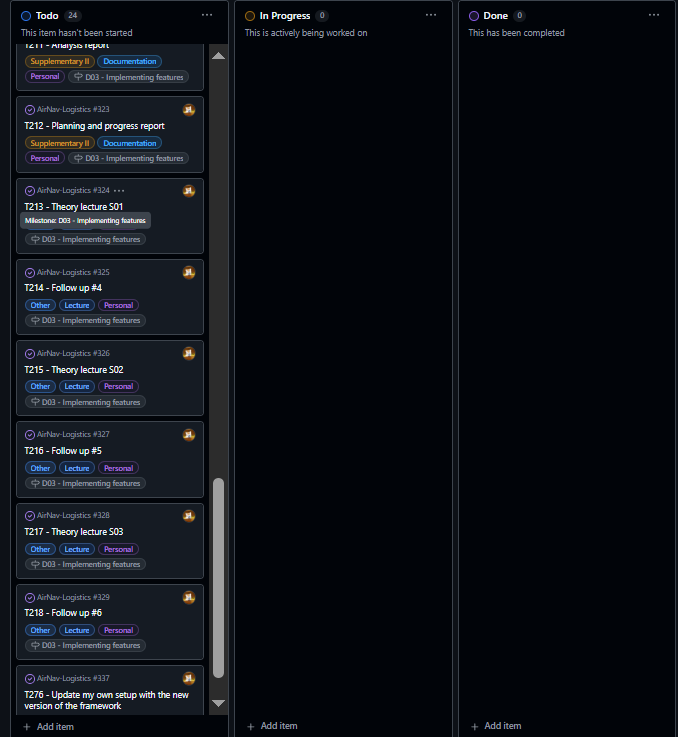 Todo 24 ...
This item hasn't been started
T211 - Analysis report
Supplementary II Documentation
Personal D03 - Implementing features
AirNav-Logistics #323
T212 - Planning and progress report
Supplementary II Documentation
Personal D03 - Implementing features
AirNav-Logistics #324 ...
T213 - Theory lecture S01
Milestone: D03 - Implementing features
D03 - Implementing features
AirNav-Logistics #325
T214 - Follow up #4
Other Lecture Personal
D03 - Implementing features
AirNav-Logistics #326
T215 - Theory lecture S02
Other Lecture Personal
D03 - Implementing features
AirNav-Logistics #327
T216 - Follow up #5
Other Lecture Personal
D03 - Implementing features
AirNav-Logistics #328
T217 - Theory lecture S03
Other Lecture Personal
D03 - Implementing features
AirNav-Logistics #329
T218 - Follow up #6
Other Lecture Personal
D03 - Implementing features
AirNav-Logistics #337
T276 - Update my own setup with the new
version of the framework
+ Add item
In Progress 0 ...
This is actively being worked on
+ Add item
Done 0 ...
This has been completed
+ Add item